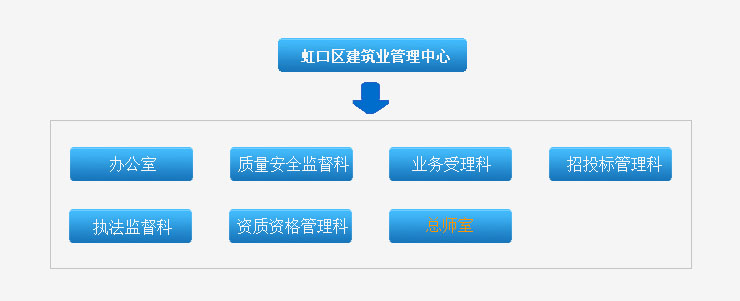 虹口区建筑业管理中心
办公室
质量安全监督科
业务受理科
招投标管理科
执法监督科
资质资格管理科
总师室